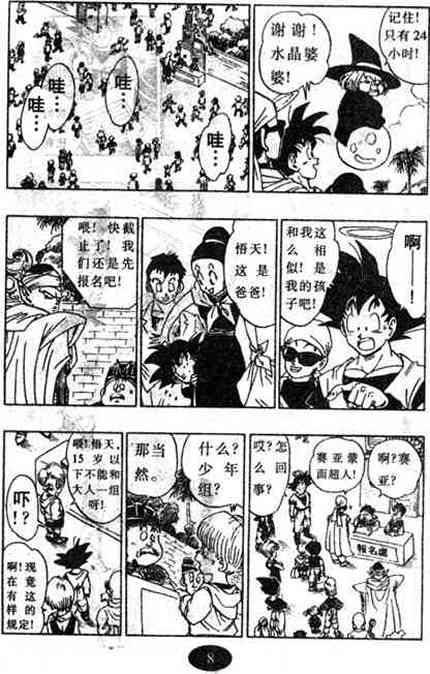 记住！
只有24
小时！
谢谢！
水晶婆
婆！
哇…
哇…
哇…
啊！
和我这
么相
似！是
我的孩
子吧！
悟天！
这是
爸爸！
喂！快截
止了！我
们还是先
报名吧！
啊？赛
亚？
赛亚蒙
面超人！
哎？怎
么回
事？
報名處
什么？
少年
组？
那当
然。
喂！悟天，
15岁以
下不能和
大人一组
呀！
吓！？
啊！现
在竟
有这
样的
规定！
8